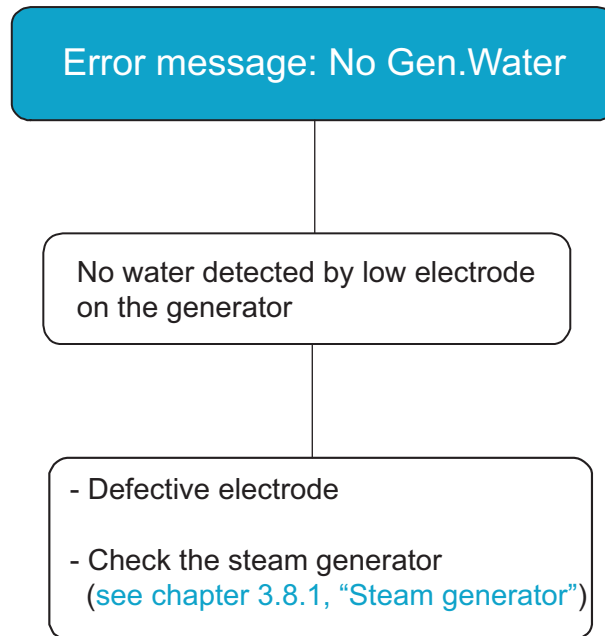 Error message: No Gen.Water
No water detected by low electrode
on the generator
- Defective electrode
- Check the steam generator
(see chapter 3.8.1, “Steam generator”)